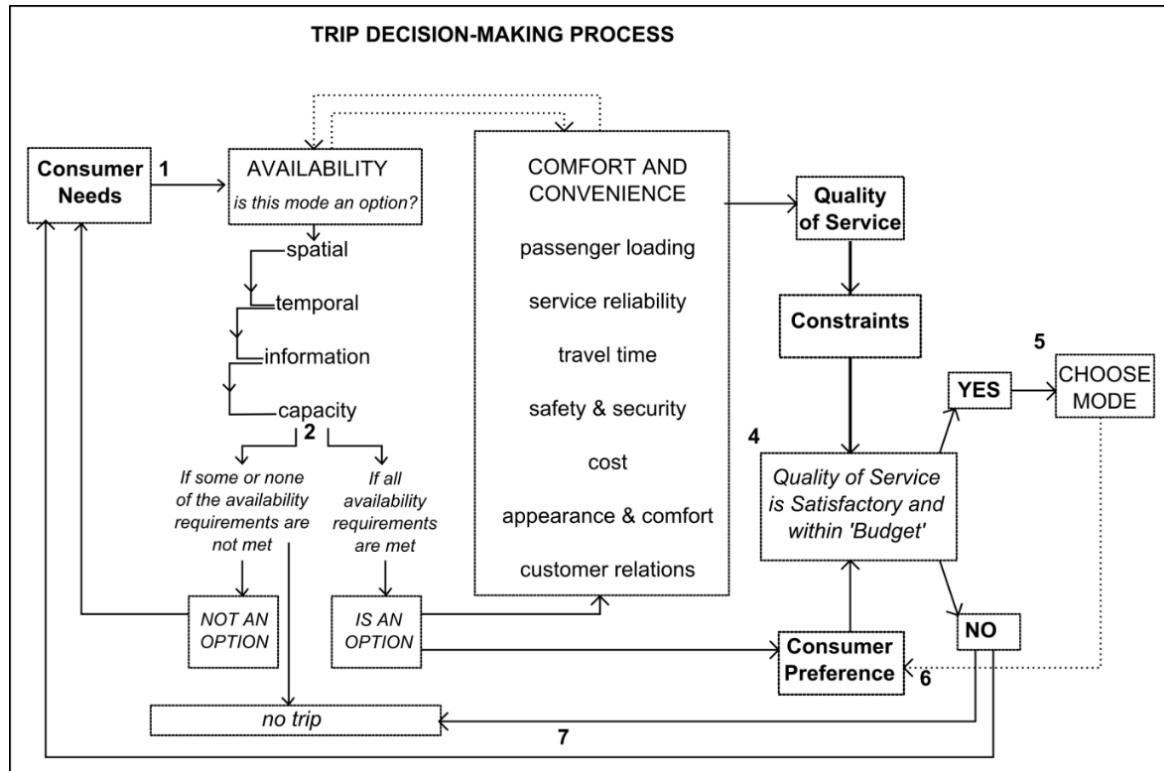 TRIP DECISION-MAKING PROCESS
Consumer
Needs
1
AVAILABILITY
is this mode an option?
spatial
temporal
information
capacity
2
If some or none
of the availability
requirements are
not met
If all
availability
requirements
are met
NOT AN
OPTION
IS AN
OPTION
no trip
COMFORT AND
CONVENIENCE
passenger loading
service reliability
travel time
safety & security
cost
appearance & comfort
customer relations
Quality
of Service
Constraints
4
Quality of Service
is Satisfactory and
within 'Budget'
YES
5
CHOOSE
MODE
NO
Consumer
Preference
6
7